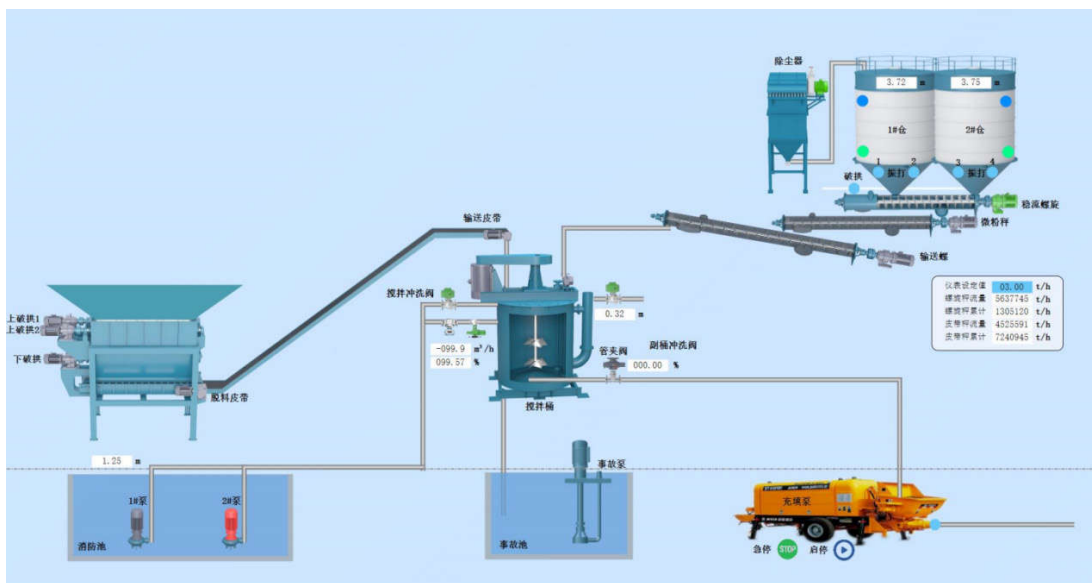 除尘器
3.72 m
3.75 m
1#仓
2#仓
1 2 3 4
振打
振打
破拱
稳流螺旋
微粉秤
输送螺
输送皮带
搅拌冲洗阀
0.32 m
-099.9 m³/h
099.57 %
管夹阀
副桶冲洗阀
000.00 %
搅拌桶
上破拱1
上破拱2
下破拱
脱料皮带
仪表设定值 03.00 t/h
螺旋秤流量 5637745 t/h
螺旋秤累计 1305120 t/h
皮带秤流量 4525591 t/h
皮带秤累计 7240945 t/h
1.25 m
1#泵
2#泵
消防池
事故泵
事故池
充填泵
急停 STOP 启停